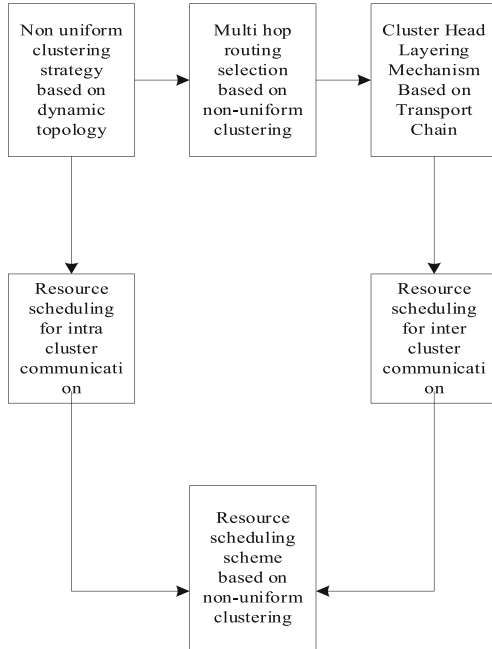 Non uniform
clustering
strategy
based on
dynamic
topology
Multi hop
routing
selection
based on
non-uniform
clustering
Cluster Head
Layering
Mechanism
Based on
Transport
Chain
Resource
scheduling
for intra
cluster
communicati
on
Resource
scheduling
for inter
cluster
communicati
on
Resource
scheduling
scheme
based on
non-uniform
clustering